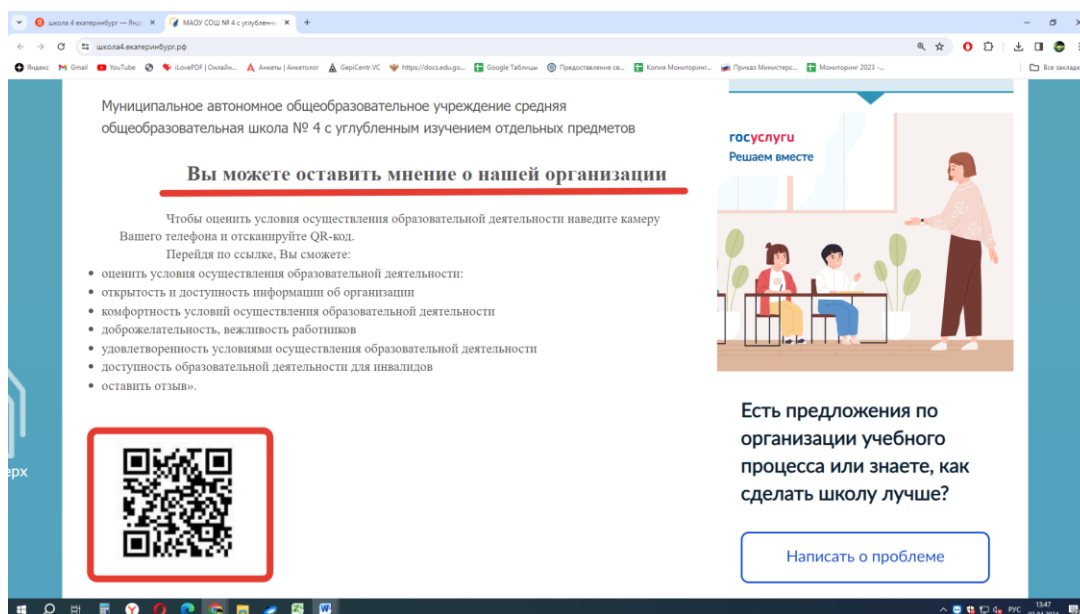 школа 4 екатеринбург — Янде
МАОУ СОШ № 4 с углубленны
школа4.екатеринбург.рф
Яндекс
Gmail
YouTube
iLovePDF | Онлайн...
Анкеты | Анкетолог
GepiCentr.VC
https://docs.edu.go...
Google Таблицы
Предоставление св...
Копия Мониторинг...
Приказ Министерс...
Мониторинг 2023 -...
Все закладк
Муниципальное автономное общеобразовательное учреждение средняя
общеобразовательная школа № 4 с углубленным изучением отдельных предметов
Вы можете оставить мнение о нашей организации
Чтобы оценить условия осуществления образовательной деятельности наведите камеру
Вашего телефона и отсканируйте QR-код.
Перейдя по ссылке, Вы сможете:
• оценить условия осуществления образовательной деятельности:
• открытость и доступность информации об организации
• комфортность условий осуществления образовательной деятельности
• доброжелательность, вежливость работников
• удовлетворенность условиями осуществления образовательной деятельности
• доступность образовательной деятельности для инвалидов
• оставить отзыв».
ерх
госуслуги
Решаем вместе
Есть предложения по
организации учебного
процесса или знаете, как
сделать школу лучше?
Написать о проблеме
РУС
13:47